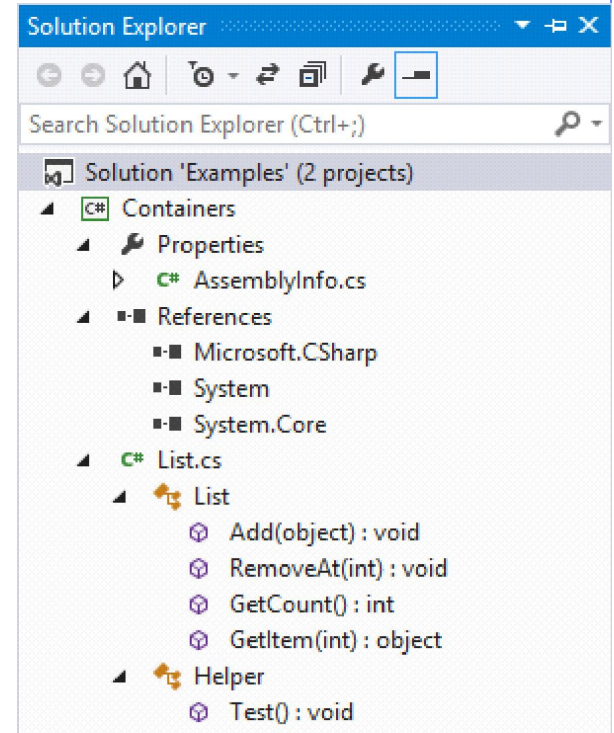 Solution Explorer
Search Solution Explorer (Ctrl+;)
Solution 'Examples' (2 projects)
C# Containers
Properties
C# AssemblyInfo.cs
References
Microsoft.CSharp
System
System.Core
C# List.cs
List
Add(object) : void
RemoveAt(int) : void
GetCount() : int
GetItem(int) : object
Helper
Test() : void